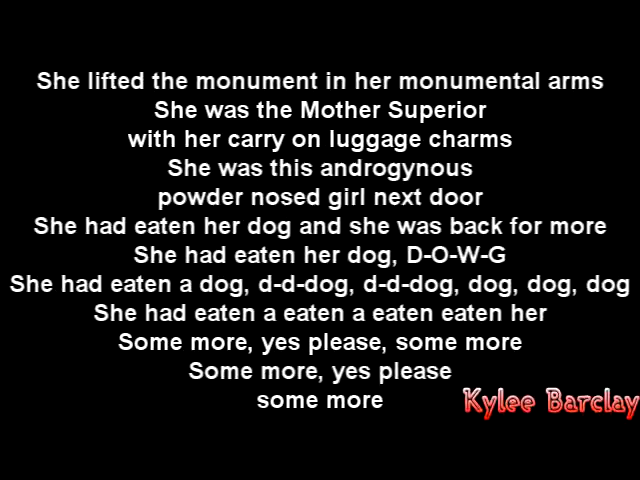 She lifted the monument in her monumental arms
She was the Mother Superior
with her carry on luggage charms
She was this androgynous
powder nosed girl next door
She had eaten her dog and she was back for more
She had eaten her dog, D-O-W-G
She had eaten a dog, d-d-dog, d-d-dog, dog, dog, dog
She had eaten a eaten a eaten eaten her
Some more, yes please, some more
Some more, yes please
some more
Kylee Barclay